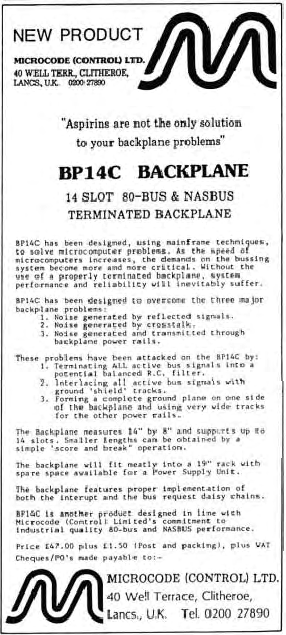 NEW PRODUCT
MICROCODE (CONTROL) LTD.
40 WELL TERR., CLITHEROE,
LANCS., U.K. 0200 27890
"Aspirins are not the only solution
to your backplane problems"
BP14C BACKPLANE
14 SLOT 80-BUS & NASBUS
TERMINATED BACKPLANE
BP14C has been designed, using mainframe techniques,
to solve microcomputer problems. As the speed of
microcomputers increases, the demands on the bussing
system become more and more critical. Without the
use of a properly terminated backplane, system
performance and reliability will inevitably suffer.
BP14C has been designed to overcome the three major
backplane problems:
1. Noise generated by reflected signals.
2. Noise generated by crosstalk.
3. Noise generated and transmitted through
backplane power rails.
These problems have been attacked on the BP14C by:
1. Terminating ALL active bus signals into a
potential balanced R.C. filter.
2. Interlacing all active bus signals with
ground 'shield' tracks.
3. Forming a complete ground plane on one side
of the backplane and using very wide tracks
for the other power rails.
The Backplane measures 14" by 8" and supports up to
14 slots. Smaller lengths can be obtained by a
simple 'score and break" operation.
The backplane will fit neatly into a 19" rack with
spare space available for a Power Supply Unit.
The backplane features proper implementation of
both the interupt and the bus request daisy chains.
BP14C is another product designed in line with
Microcode (Control) Limited's commitment to
industrial quality 80-bus and NASBUS performance.
Price £47.00 plus £1.50 (Post and packing), plus VAT
Cheques/PO's made payable to:-
MICROCODE (CONTROL) LTD.
40 Well Terrace, Clitheroe,
Lancs., U.K. Tel. 0200 27890